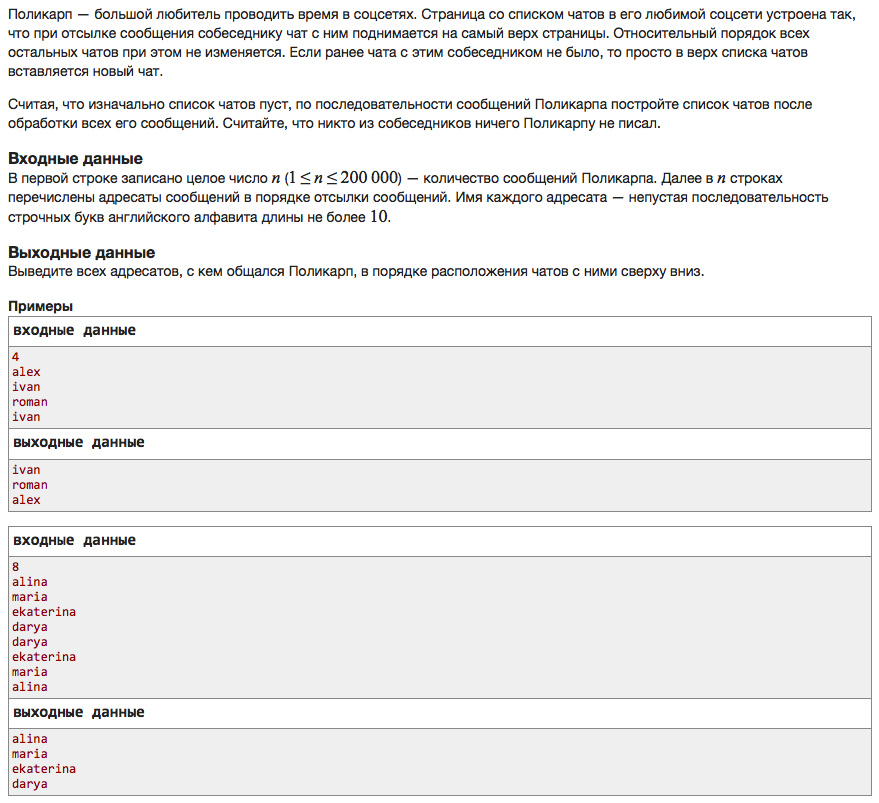 Поликарп — большой любитель проводить время в соцсетях. Страница со списком чатов в его любимой соцсети устроена так,
что при отсылке сообщения собеседнику чат с ним поднимается на самый верх страницы. Относительный порядок всех
остальных чатов при этом не изменяется. Если ранее чата с этим собеседником не было, то просто в верх списка чатов
вставляется новый чат.
Считая, что изначально список чатов пуст, по последовательности сообщений Поликарпа постройте список чатов после
обработки всех его сообщений. Считайте, что никто из собеседников ничего Поликарпу не писал.
Входные данные
В первой строке записано целое число n (1 ≤ n ≤ 200 000) — количество сообщений Поликарпа. Далее в n строках
перечислены адресаты сообщений в порядке отсылки сообщений. Имя каждого адресата — непустая последовательность
строчных букв английского алфавита длины не более 10.
Выходные данные
Выведите всех адресатов, с кем общался Поликарп, в порядке расположения чатов с ними сверху вниз.
Примеры
входные данные
4
alex
ivan
roman
ivan
выходные данные
ivan
roman
alex
входные данные
8
alina
maria
ekaterina
darya
darya
ekaterina
maria
alina
выходные данные
alina
maria
ekaterina
darya